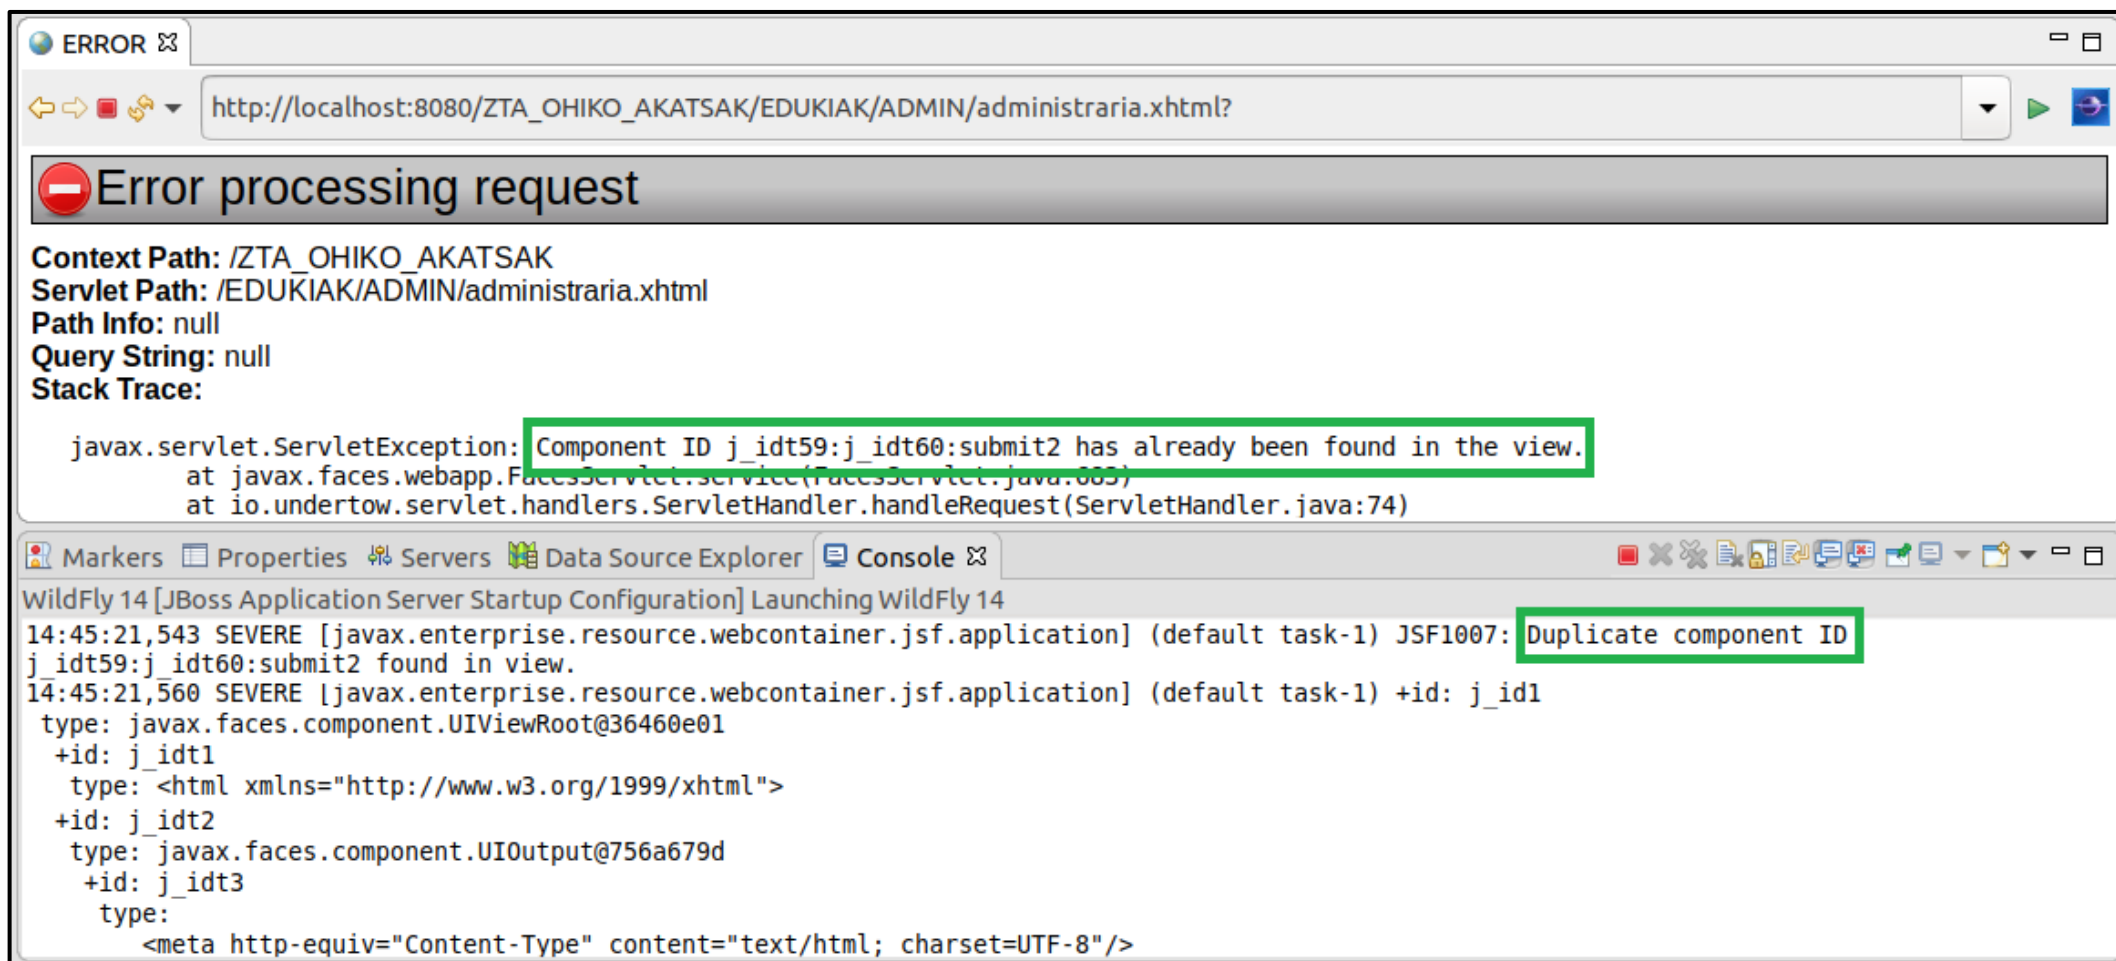 ERROR
http://localhost:8080/ZTA_OHIKO_AKATSAK/EDUKIAK/ADMIN/administraria.xhtml?
Error processing request
Context Path: /ZTA_OHIKO_AKATSAK
Servlet Path: /EDUKIAK/ADMIN/administraria.xhtml
Path Info: null
Query String: null
Stack Trace:
javax.servlet.ServletException: Component ID j_idt59:j_idt60:submit2 has already been found in the view.
at javax.faces.webapp.FacesServlet.service(FacesServlet.java:683)
at io.undertow.servlet.handlers.ServletHandler.handleRequest(ServletHandler.java:74)
Markers Properties Servers Data Source Explorer Console
WildFly 14 [JBoss Application Server Startup Configuration] Launching WildFly 14
14:45:21,543 SEVERE [javax.enterprise.resource.webcontainer.jsf.application] (default task-1) JSF1007: Duplicate component ID
j_idt59:j_idt60:submit2 found in view.
14:45:21,560 SEVERE [javax.enterprise.resource.webcontainer.jsf.application] (default task-1) +id: j_id1
type: javax.faces.component.UIViewRoot@36460e01
+id: j_idt1
type: <html xmlns="http://www.w3.org/1999/xhtml">
+id: j_idt2
type: javax.faces.component.UIOutput@756a679d
+id: j_idt3
type:
<meta http-equiv="Content-Type" content="text/html; charset=UTF-8"/>